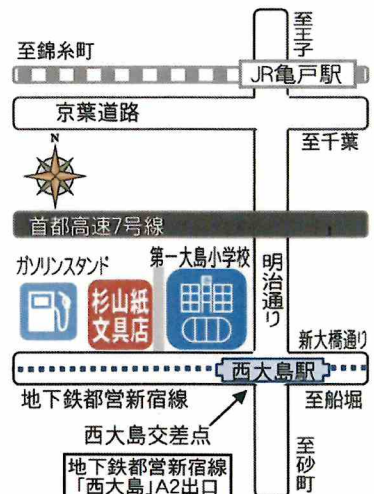 至王子
至錦糸町
JR亀戸駅
京葉道路
至千葉
N
首都高速7号線
ガソリンスタンド
第一大島小学校
明治通り
杉山紙
文具店
新大橋通り
西大島駅
地下鉄都営新宿線
至船堀
西大島交差点
至砂町
地下鉄都営新宿線
「西大島」A2出口